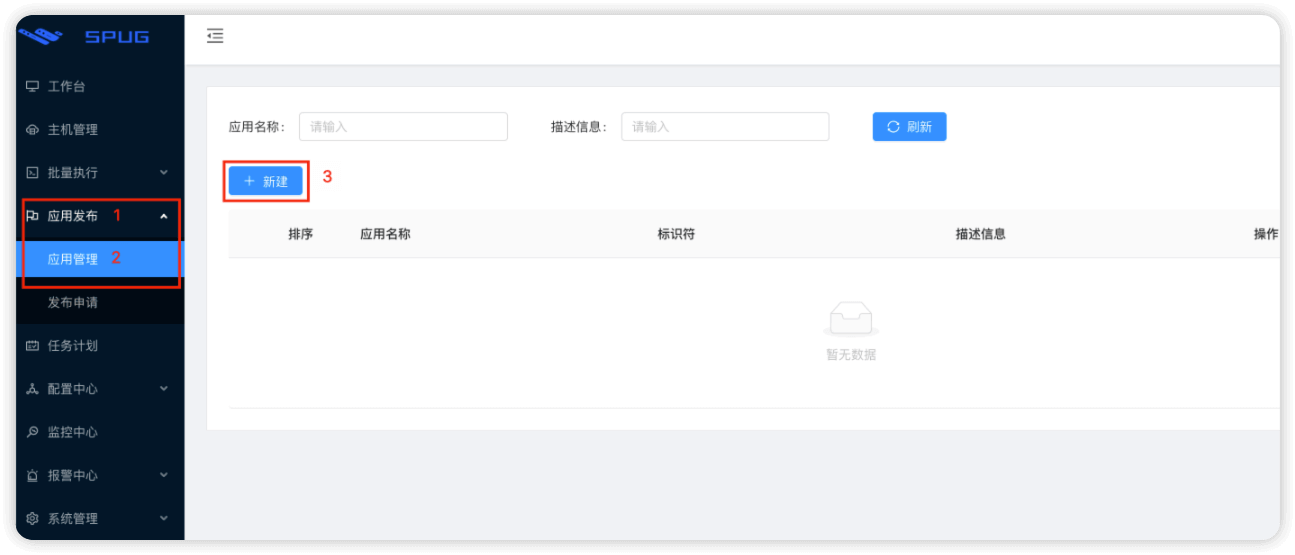 SPUG
工作台
主机管理
批量执行
应用发布 1
应用管理 2
发布申请
任务计划
配置中心
监控中心
报警中心
系统管理
应用名称: 请输入 描述信息: 请输入 刷新
+ 新建 3
排序 应用名称 标识符 描述信息 操作
暂无数据